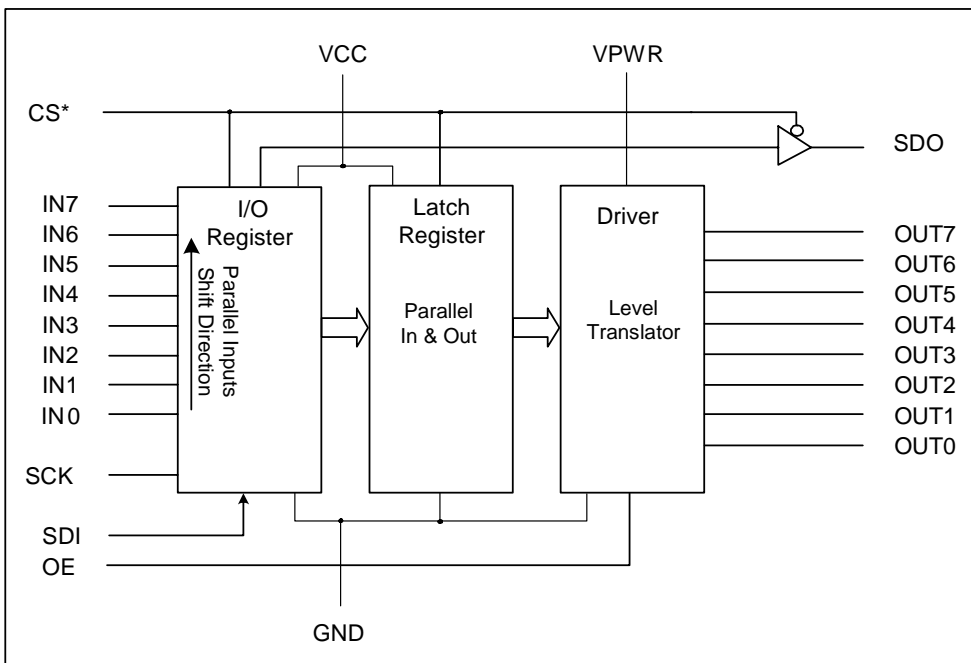 VCC
VPWR
CS*
SDO
IN7
IN6
IN5
IN4
IN3
IN2
IN1
IN0
SCK
SDI
OE
I/O
Register
Parallel Inputs
Shift Direction
Latch
Register
Parallel
In & Out
Driver
Level
Translator
OUT7
OUT6
OUT5
OUT4
OUT3
OUT2
OUT1
OUT0
GND